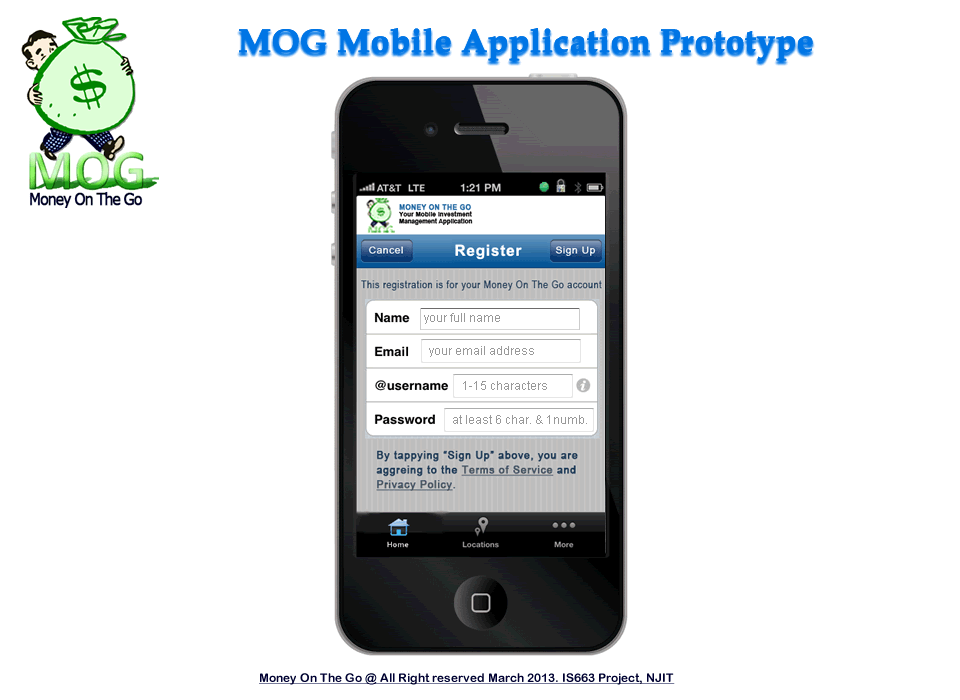 MOG Mobile Application Prototype
$
MOG
Money On The Go
AT&T LTE 1:21 PM
$
MOG
MONEY ON THE GO
Your Mobile Investment
Management Application
Cancel Register Sign Up
This registration is for your Money On The Go account
Name your full name
Email your email address
@username 1-15 characters i
Password at least 6 char. & 1numb.
By tappying "Sign Up" above, you are
aggreing to the Terms of Service and
Privacy Policy.
Home Locations More
Money On The Go @ All Right reserved March 2013. IS663 Project, NJIT